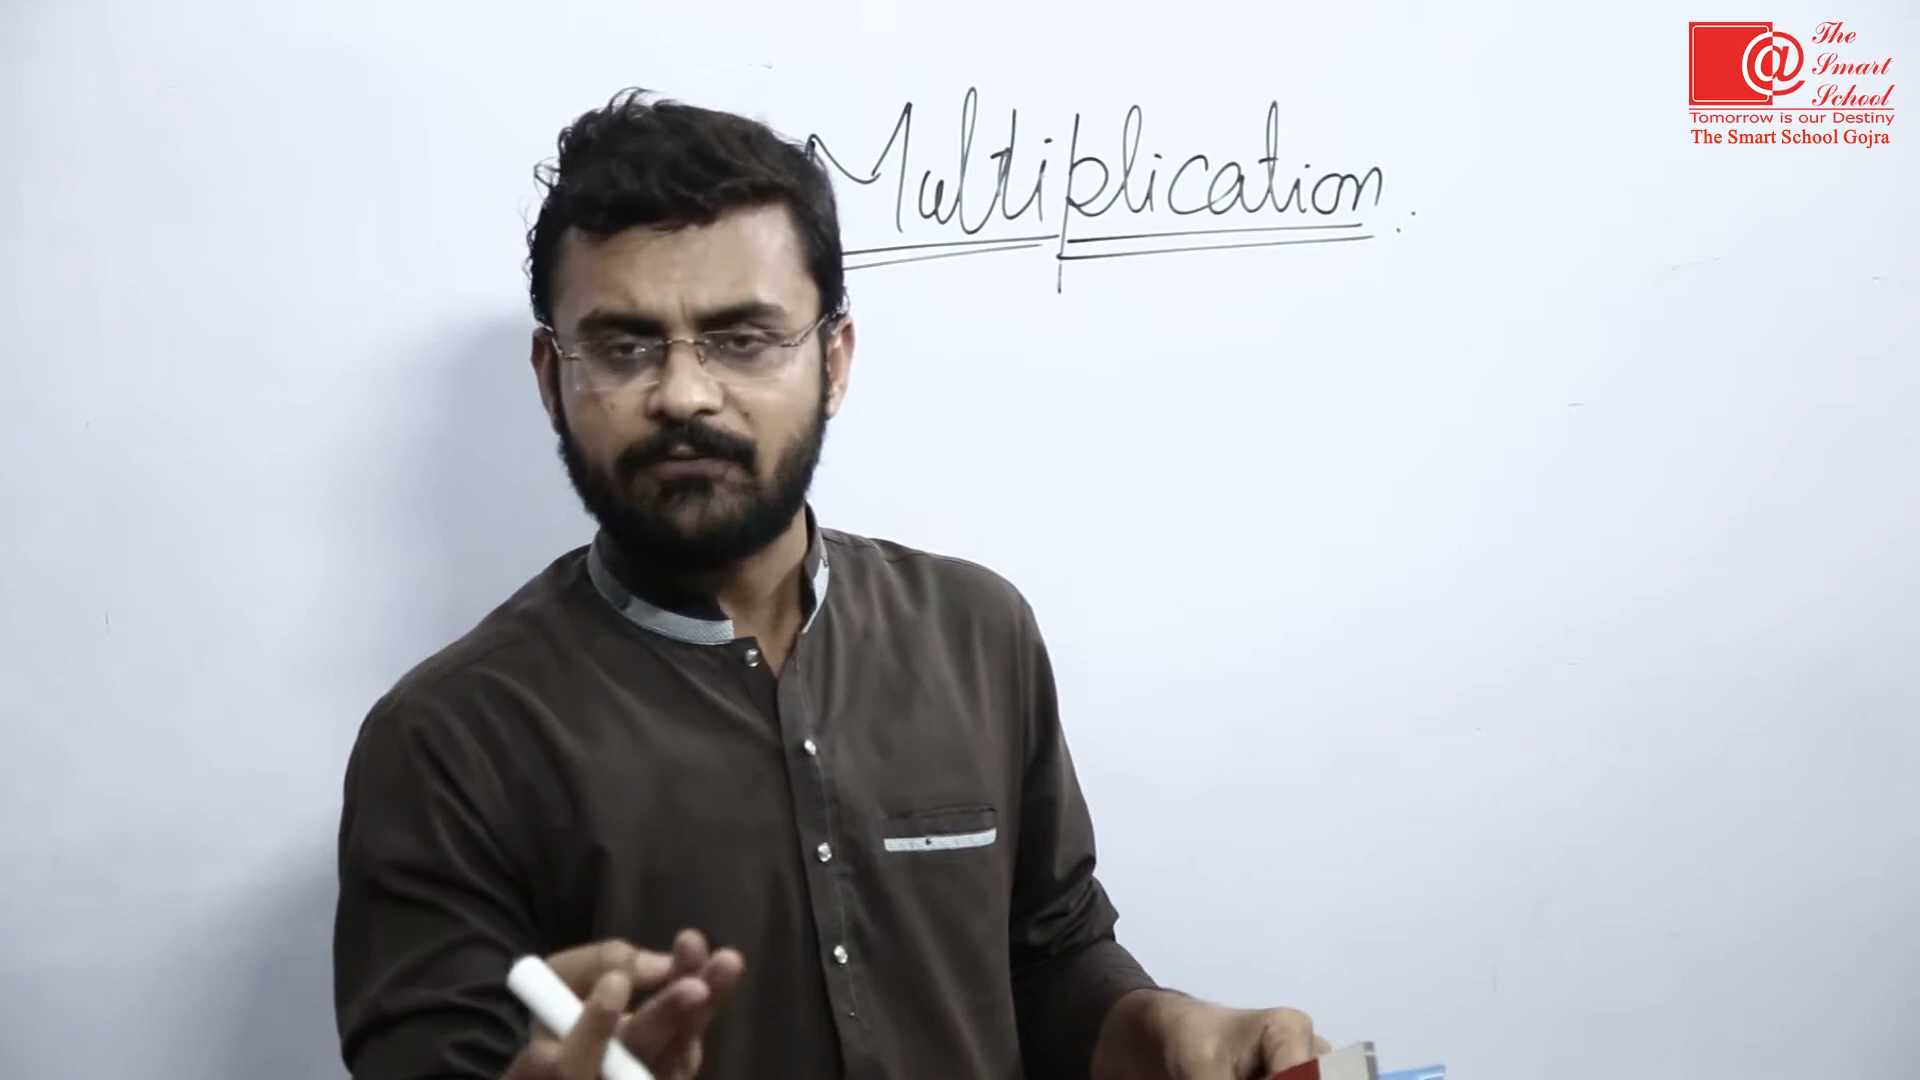 Multiplication.
The
Smart
School
Tomorrow is our Destiny
The Smart School Gojra